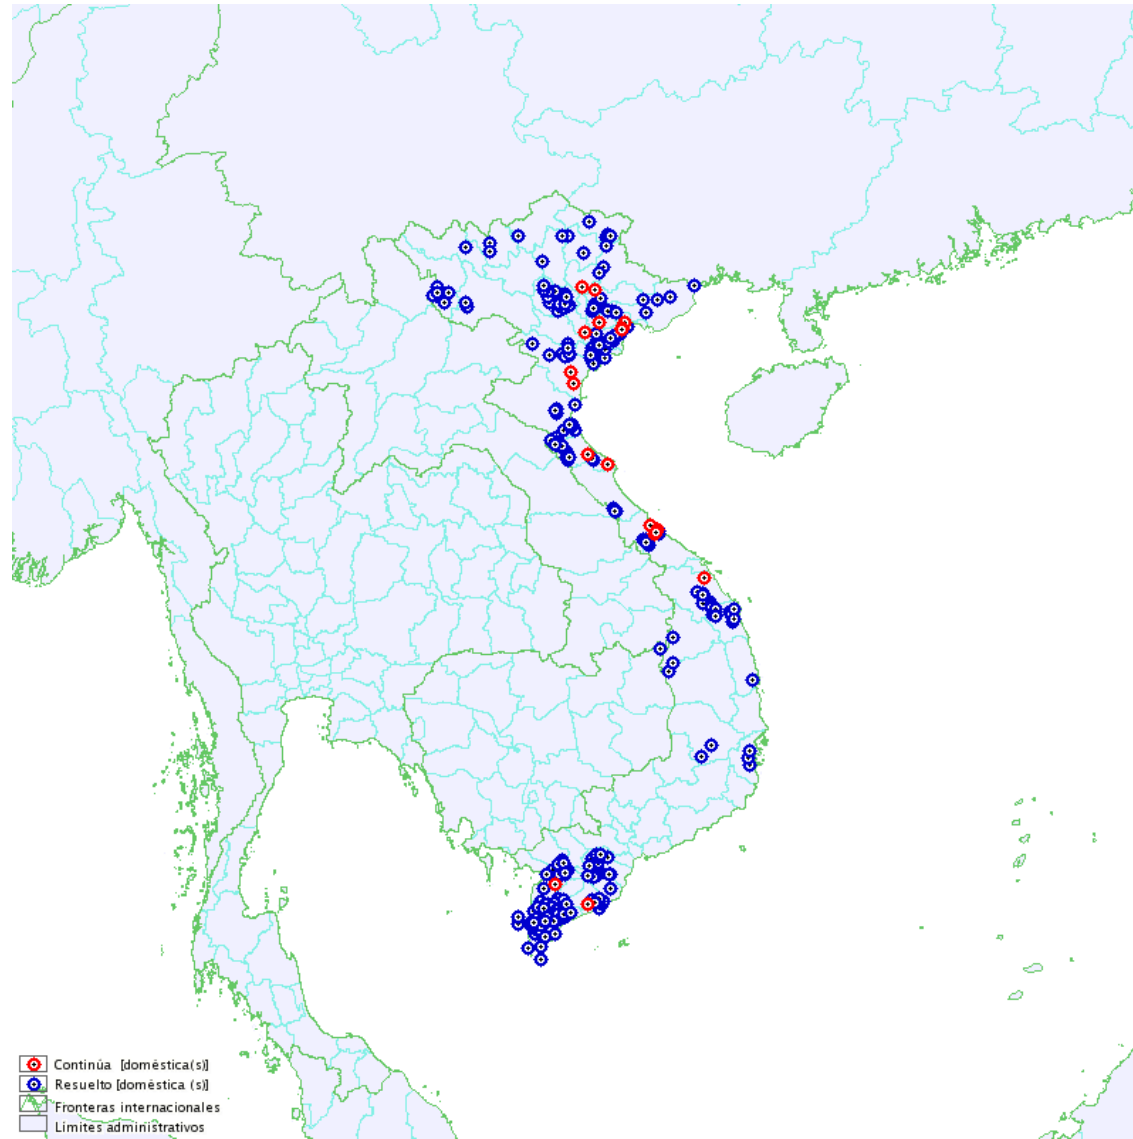 Continúa [doméstica(s)]
Resuelto [doméstica (s)]
Fronteras internacionales
Límites administrativos